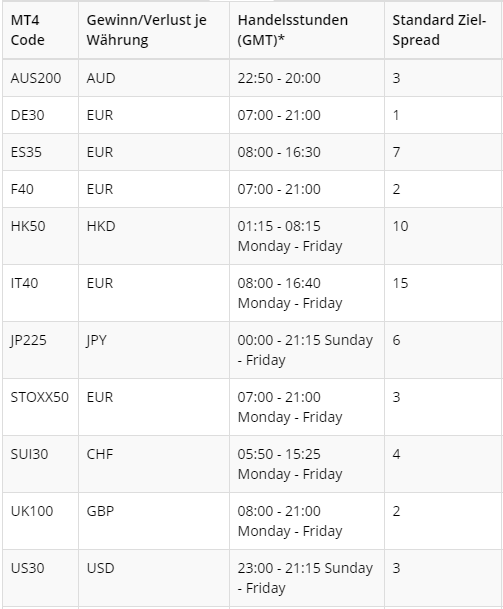 MT4 Code Gewinn/Verlust je Währung Handelsstunden (GMT)* Standard Ziel-Spread
AUS200 AUD 22:50 - 20:00 3
DE30 EUR 07:00 - 21:00 1
ES35 EUR 08:00 - 16:30 7
F40 EUR 07:00 - 21:00 2
HK50 HKD 01:15 - 08:15 10
Monday - Friday
IT40 EUR 08:00 - 16:40 15
Monday - Friday
JP225 JPY 00:00 - 21:15 Sunday 6
- Friday
STOXX50 EUR 07:00 - 21:00 3
Monday - Friday
SUI30 CHF 05:50 - 15:25 4
Monday - Friday
UK100 GBP 08:00 - 21:00 2
Monday - Friday
US30 USD 23:00 - 21:15 Sunday 3
- Friday